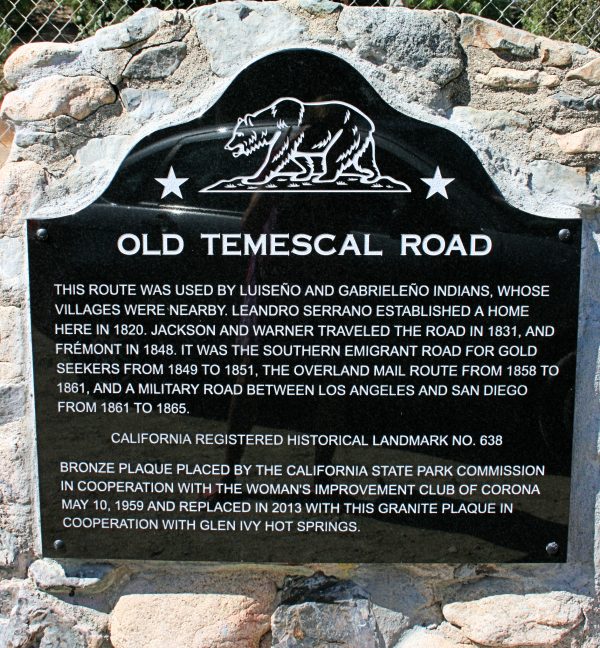 OLD TEMESCAL ROAD
THIS ROUTE WAS USED BY LUISEÑO AND GABRIELEÑO INDIANS, WHOSE
VILLAGES WERE NEARBY. LEANDRO SERRANO ESTABLISHED A HOME
HERE IN 1820. JACKSON AND WARNER TRAVELED THE ROAD IN 1831, AND
FRÉMONT IN 1848. IT WAS THE SOUTHERN EMIGRANT ROAD FOR GOLD
SEEKERS FROM 1849 TO 1851, THE OVERLAND MAIL ROUTE FROM 1858 TO
1861, AND A MILITARY ROAD BETWEEN LOS ANGELES AND SAN DIEGO
FROM 1861 TO 1865.
CALIFORNIA REGISTERED HISTORICAL LANDMARK NO. 638
BRONZE PLAQUE PLACED BY THE CALIFORNIA STATE PARK COMMISSION
IN COOPERATION WITH THE WOMAN'S IMPROVEMENT CLUB OF CORONA
MAY 10, 1959 AND REPLACED IN 2013 WITH THIS GRANITE PLAQUE IN
COOPERATION WITH GLEN IVY HOT SPRINGS.